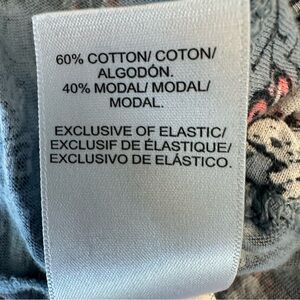 60% COTTON/ COTON/
ALGODÓN.
40% MODAL/ MODAL/
MODAL.
EXCLUSIVE OF ELASTIC/
EXCLUSIF DE ÉLASTIQUE/
EXCLUSIVO DE ELÁSTICO.